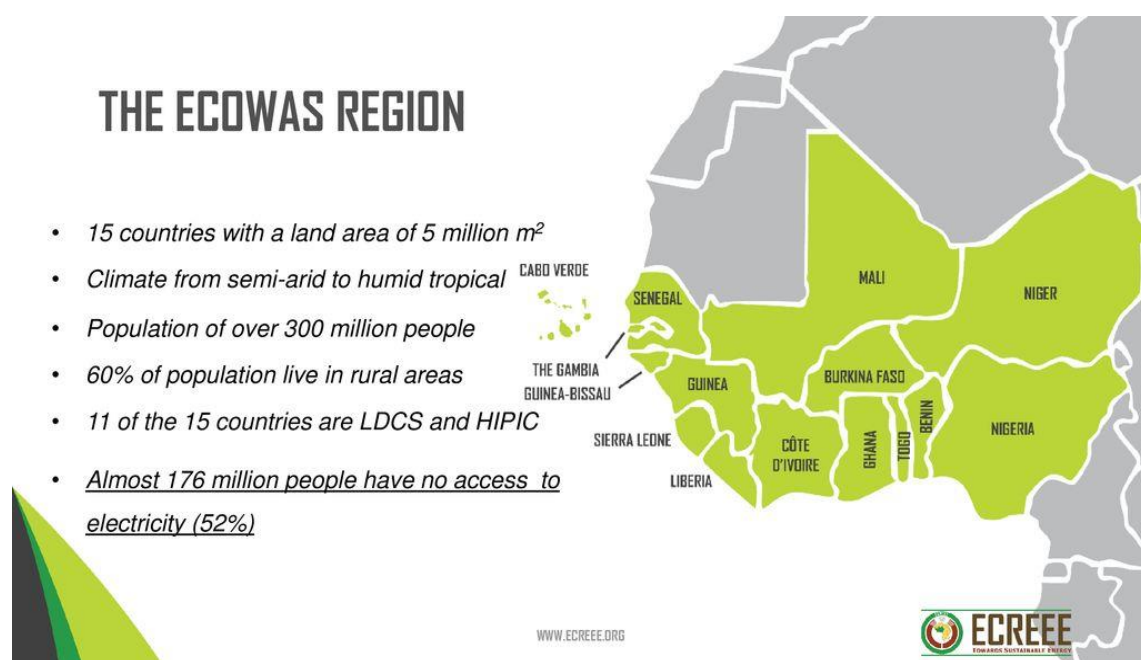 THE ECOWAS REGION
• 15 countries with a land area of 5 million m²
• Climate from semi-arid to humid tropical
• Population of over 300 million people
• 60% of population live in rural areas
• 11 of the 15 countries are LDCS and HIPIC
• Almost 176 million people have no access to
electricity (52%)
CABO VERDE
SENEGAL
MALI
NIGER
THE GAMBIA
GUINEA-BISSAU
GUINEA
BURKINA FASO
SIERRA LEONE
LIBERIA
CÔTE
D'IVOIRE
GHANA
TOGO
BENIN
NIGERIA
WWW.ECREEE.ORG
ECREEE
TOWARDS SUSTAINABLE ENERGY